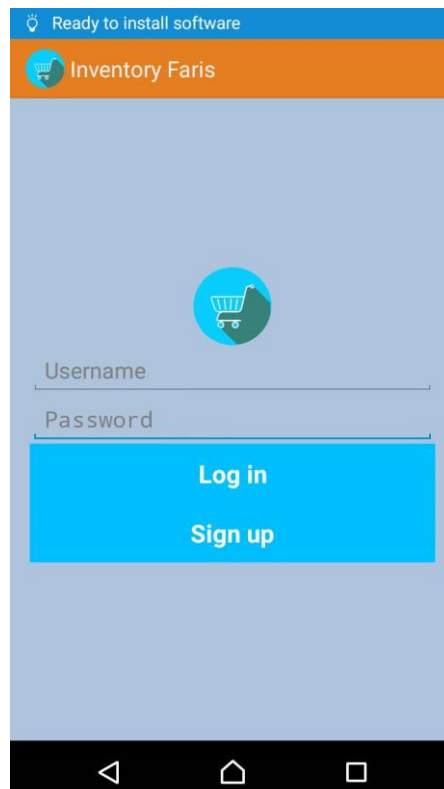 Ready to install software
Inventory Faris
Username
Password
Log in
Sign up